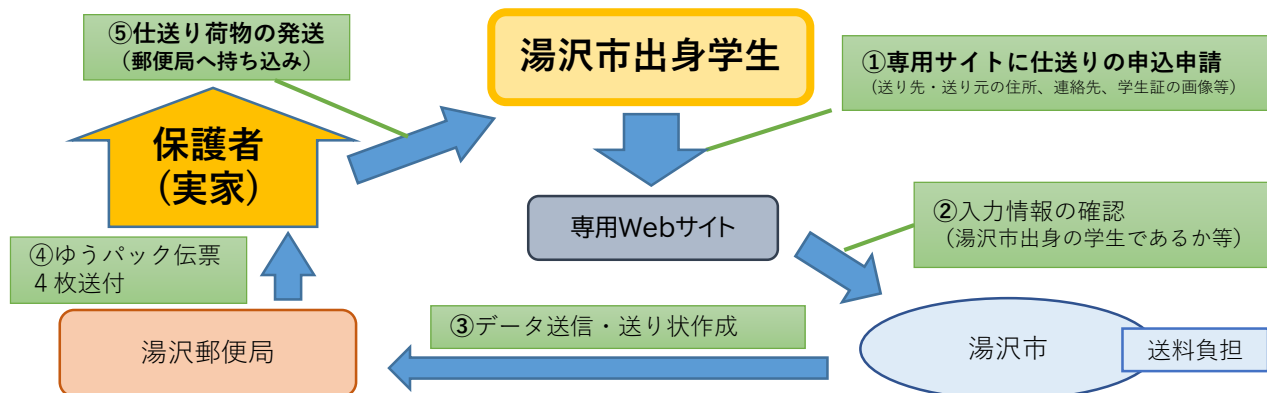 ⑤仕送り荷物の発送
（郵便局へ持ち込み）
湯沢市出身学生
①専用サイトに仕送りの申込申請
（送り先・送り元の住所、連絡先、学生証の画像等）
保護者
（実家）
専用Webサイト
②入力情報の確認
（湯沢市出身の学生であるか等）
④ゆうパック伝票
４枚送付
③データ送信・送り状作成
湯沢郵便局
湯沢市
送料負担